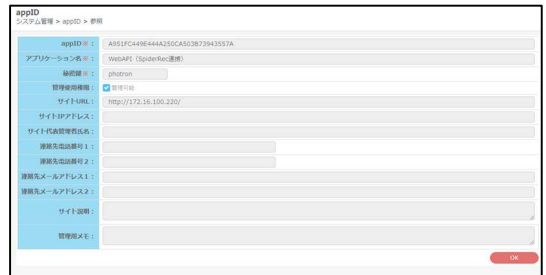 appID
システム管理 > appID > 参照
appID※： A951FC449E444A250CA503B73943557A
アプリケーション名※： WebAPI（SpiderRec連携）
秘密鍵※： photron
管理使用権限： 管理可能
サイトURL： http://172.16.100.220/
サイトIPアドレス：
サイト代表管理者氏名：
連絡先電話番号1：
連絡先電話番号2：
連絡先メールアドレス1：
連絡先メールアドレス2：
サイト説明：
管理用メモ：
OK